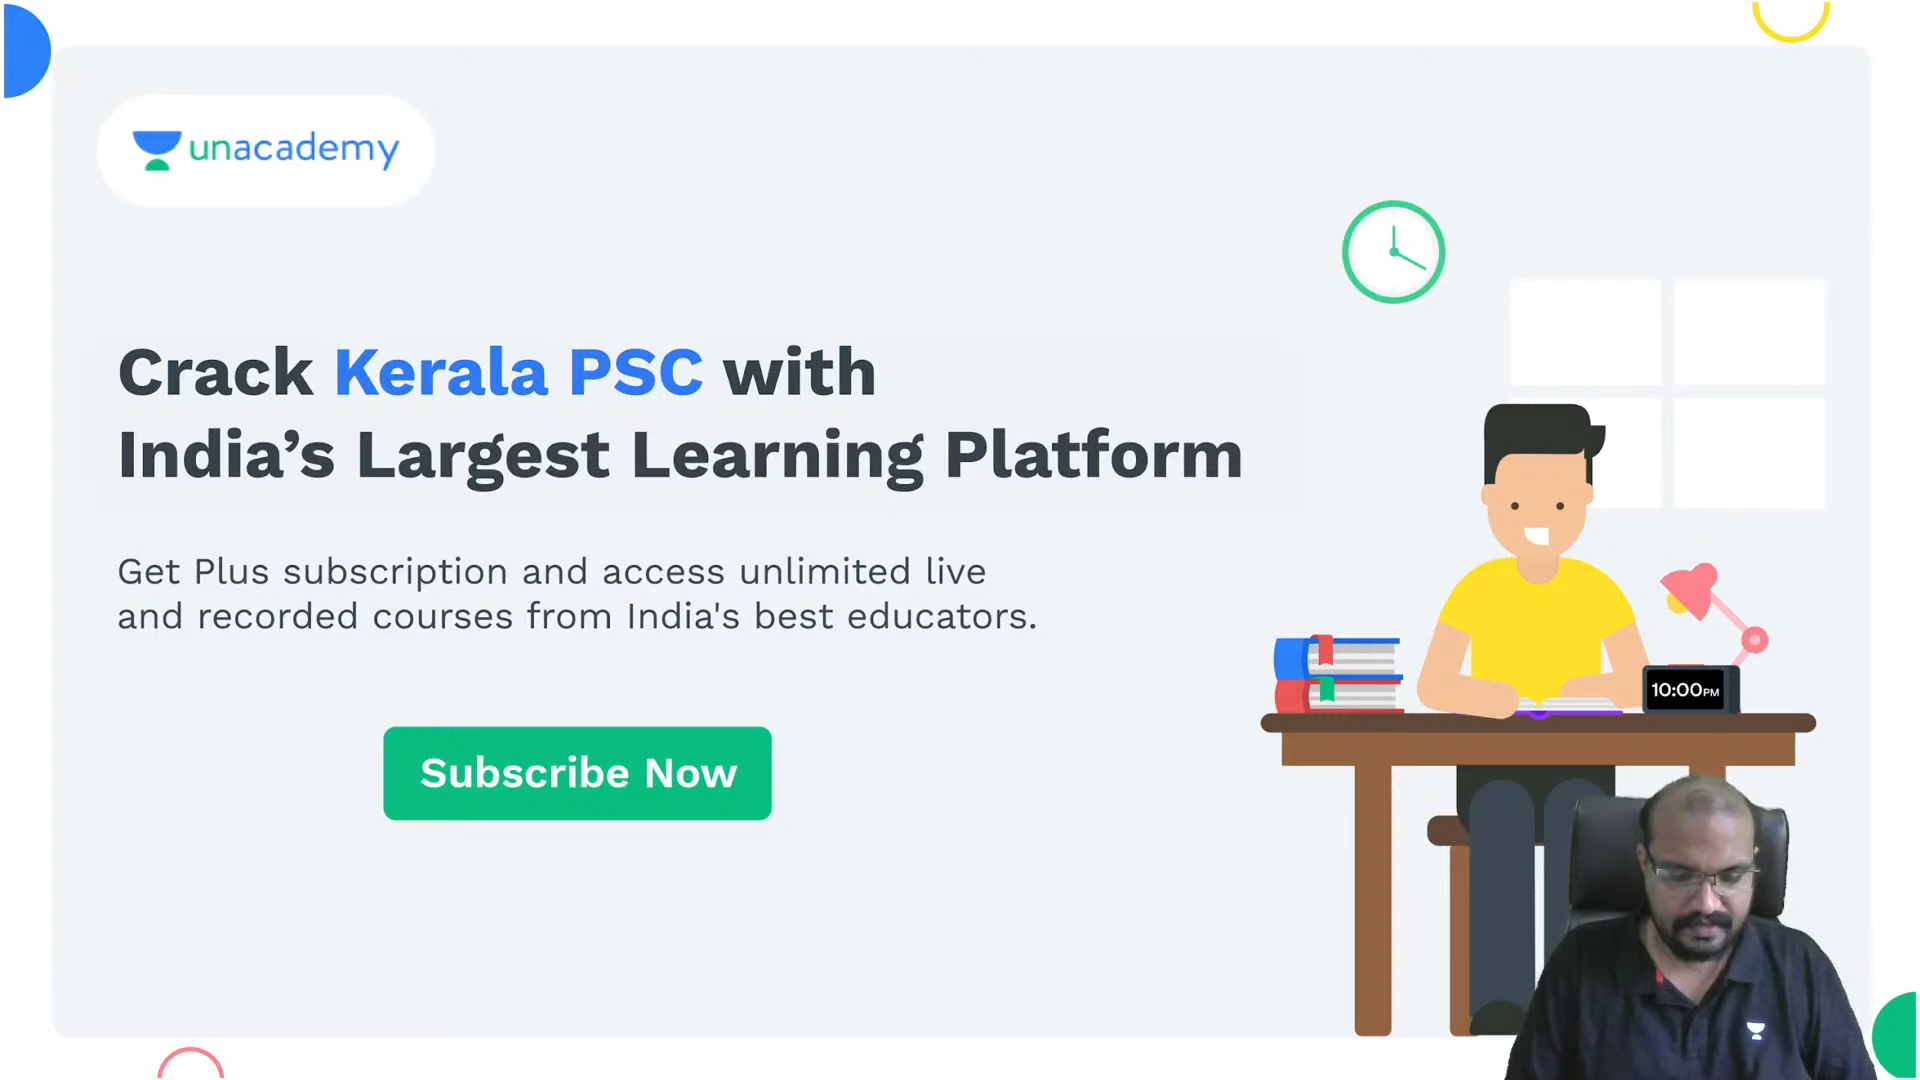 unacademy
Crack Kerala PSC with
India’s Largest Learning Platform
Get Plus subscription and access unlimited live
and recorded courses from India's best educators.
10:00PM
Subscribe Now